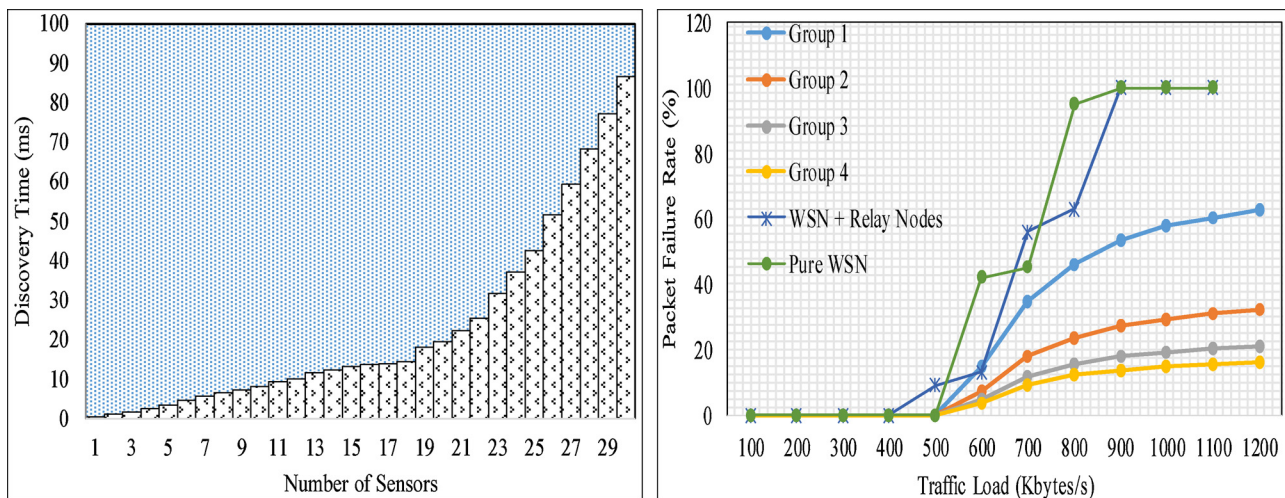 100
90
80
70
60
50
40
30
20
10
0
Discovery Time (ms)
1 3 5 7 9 11 13 15 17 19 21 23 25 27 29
Number of Sensors
120
100
80
60
40
20
0
Packet Failure Rate (%)
Group 1
Group 2
Group 3
Group 4
WSN + Relay Nodes
Pure WSN
100 200 300 400 500 600 700 800 900 1000 1100 1200
Traffic Load (Kbytes/s)